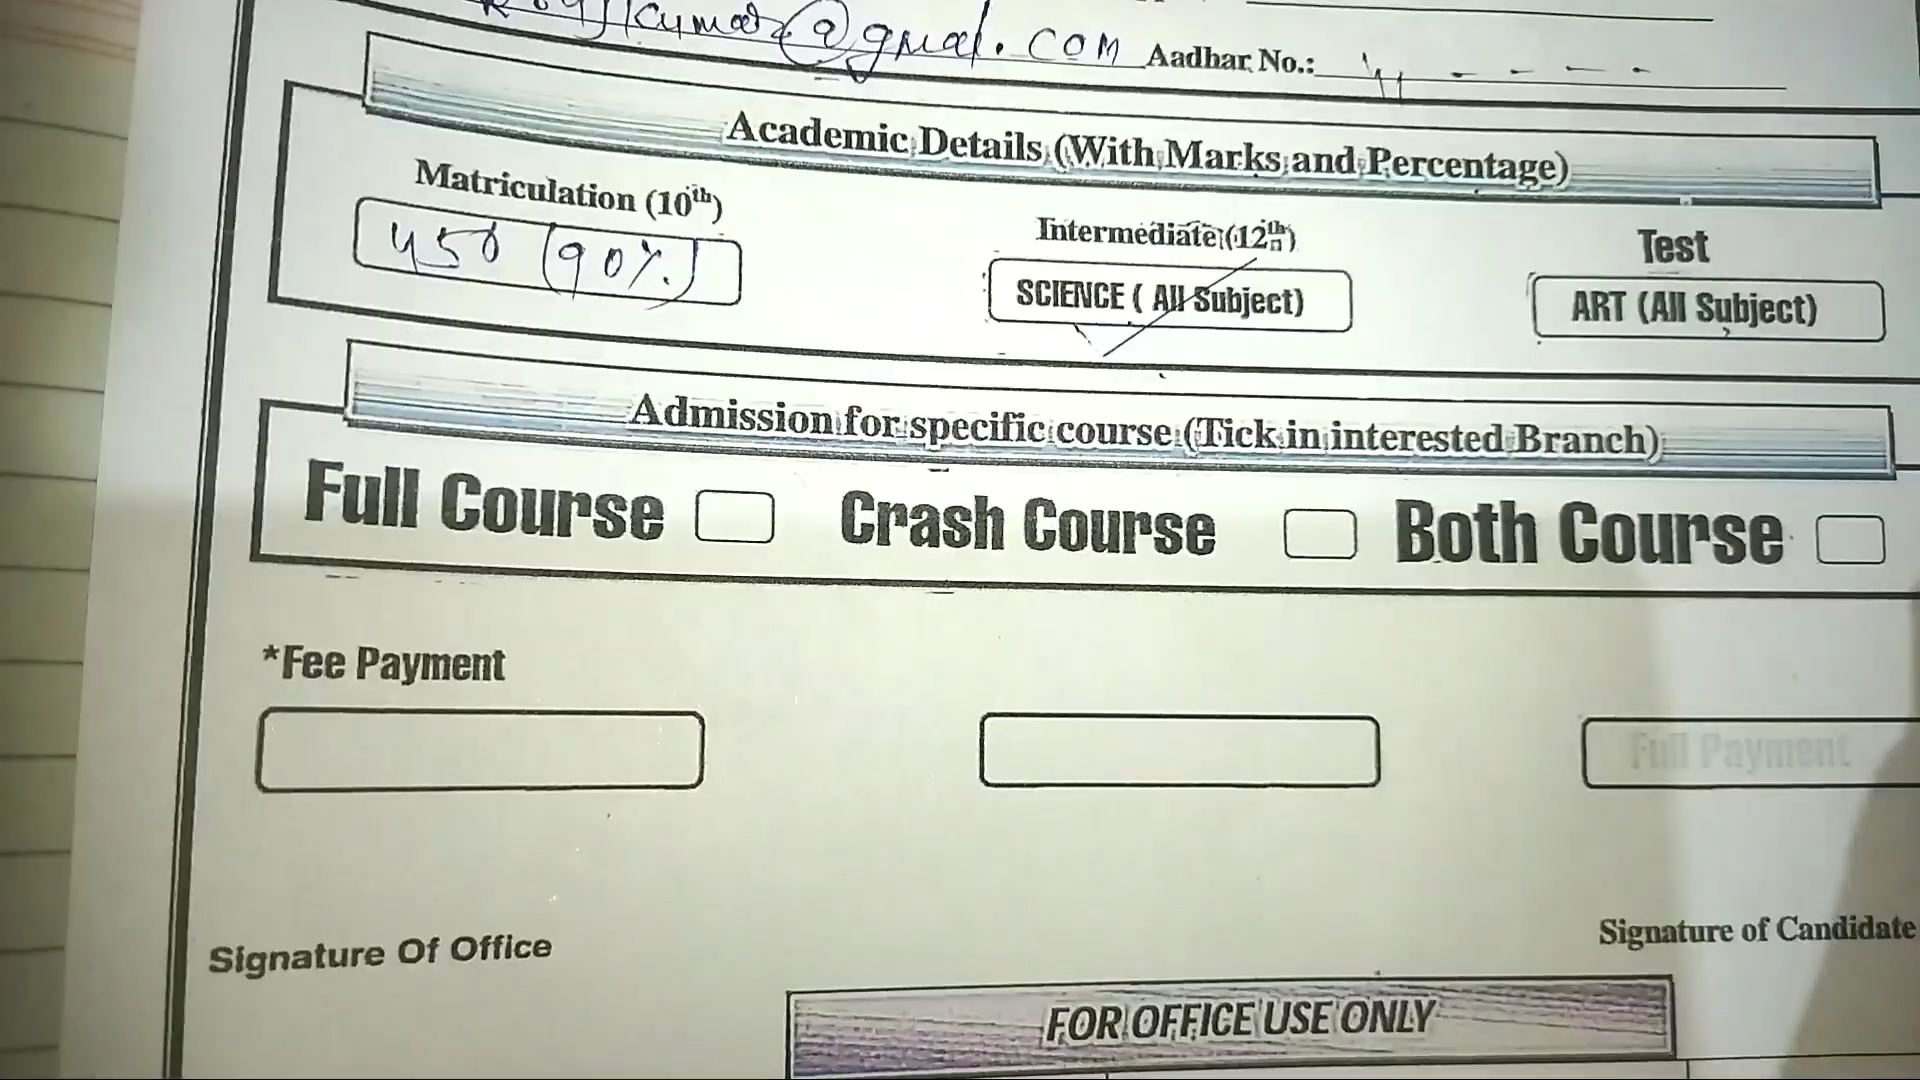 Kumar@gmal.com Aadhar No.:
Academic Details (With Marks and Percentage)
Matriculation (10th) Intermediate (12th) Test
450 (90%) SCIENCE ( All Subject) ART (All Subject)
Admission for specific course (Tick in interested Branch)
Full Course Crash Course Both Course
*Fee Payment
Full Payment
Signature Of Office Signature of Candidate
FOR OFFICE USE ONLY